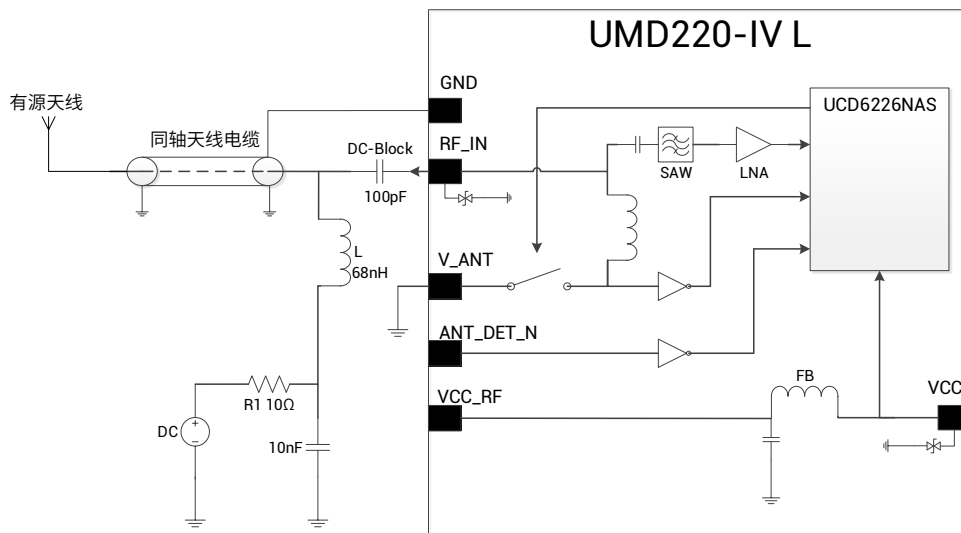 UMD220-IV L
GND
UCD6226NAS
有源天线
同轴天线电缆
DC-Block
RF_IN
100pF
SAW
LNA
L
68nH
V_ANT
ANT_DET_N
VCC_RF
FB
VCC
R1 10Ω
DC
10nF